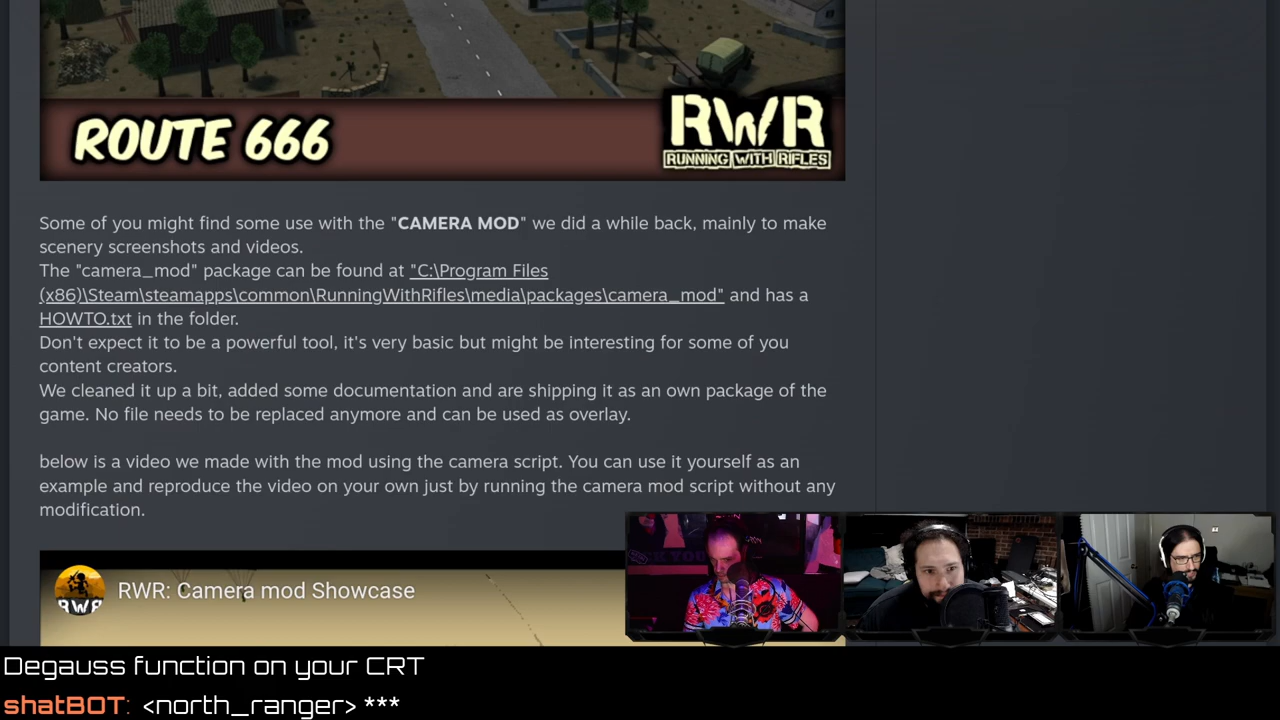 ROUTE 666
RWR
RUNNING WITH RIFLES
Some of you might find some use with the "CAMERA MOD" we did a while back, mainly to make
scenery screenshots and videos.
The "camera_mod" package can be found at "C:\Program Files
(x86)\Steam\steamapps\common\RunningWithRifles\media\packages\camera_mod" and has a
HOWTO.txt in the folder.
Don't expect it to be a powerful tool, it's very basic but might be interesting for some of you
content creators.
We cleaned it up a bit, added some documentation and are shipping it as an own package of the
game. No file needs to be replaced anymore and can be used as overlay.
below is a video we made with the mod using the camera script. You can use it yourself as an
example and reproduce the video on your own just by running the camera mod script without any
modification.
RWR
RWR: Camera mod Showcase
Degauss function on your CRT
shatBOT: <north_ranger> ***